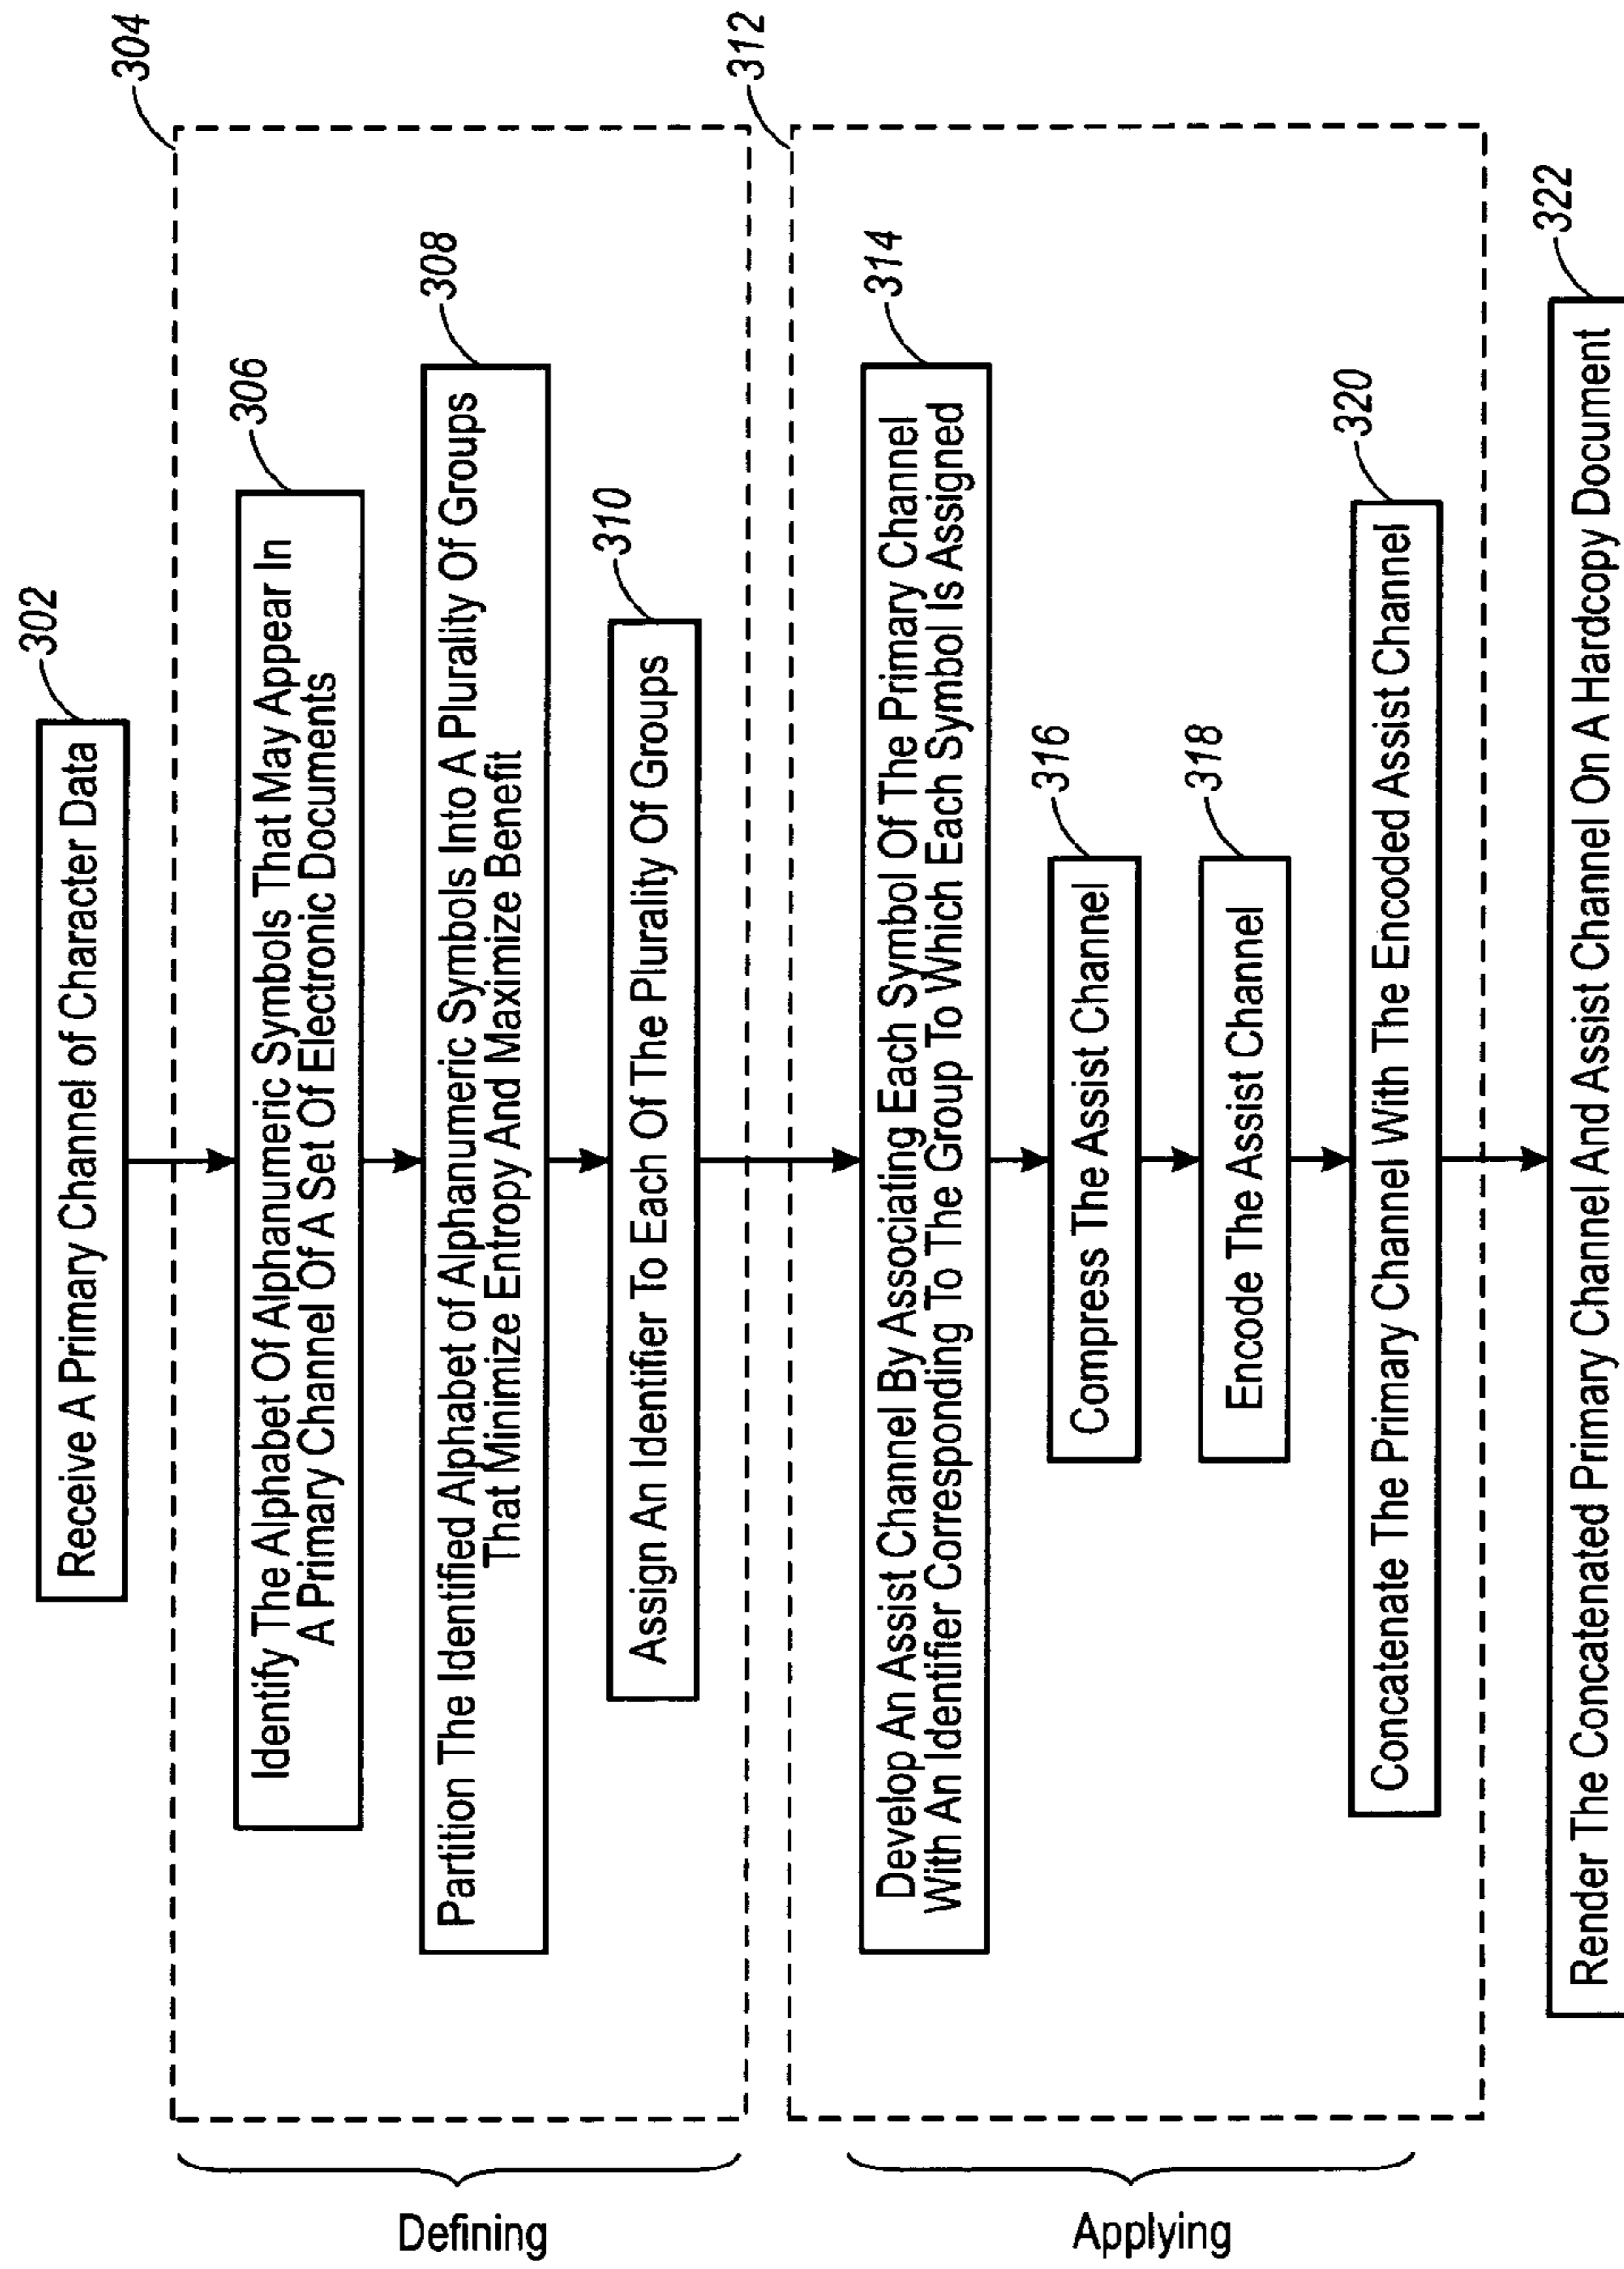 302
Receive A Primary Channel of Character Data
304
306
Identify The Alphabet Of Alphanumeric Symbols That May Appear In
A Primary Channel Of A Set Of Electronic Documents
308
Partition The Identified Alphabet of Alphanumeric Symbols Into A Plurality Of Groups
That Minimize Entropy And Maximize Benefit
310
Assign An Identifier To Each Of The Plurality Of Groups
Defining
312
314
Develop An Assist Channel By Associating Each Symbol Of The Primary Channel
With An Identifier Corresponding To The Group To Which Each Symbol Is Assigned
316
Compress The Assist Channel
318
Encode The Assist Channel
320
Concatenate The Primary Channel With The Encoded Assist Channel
Applying
322
Render The Concatenated Primary Channel And Assist Channel On A Hardcopy Document